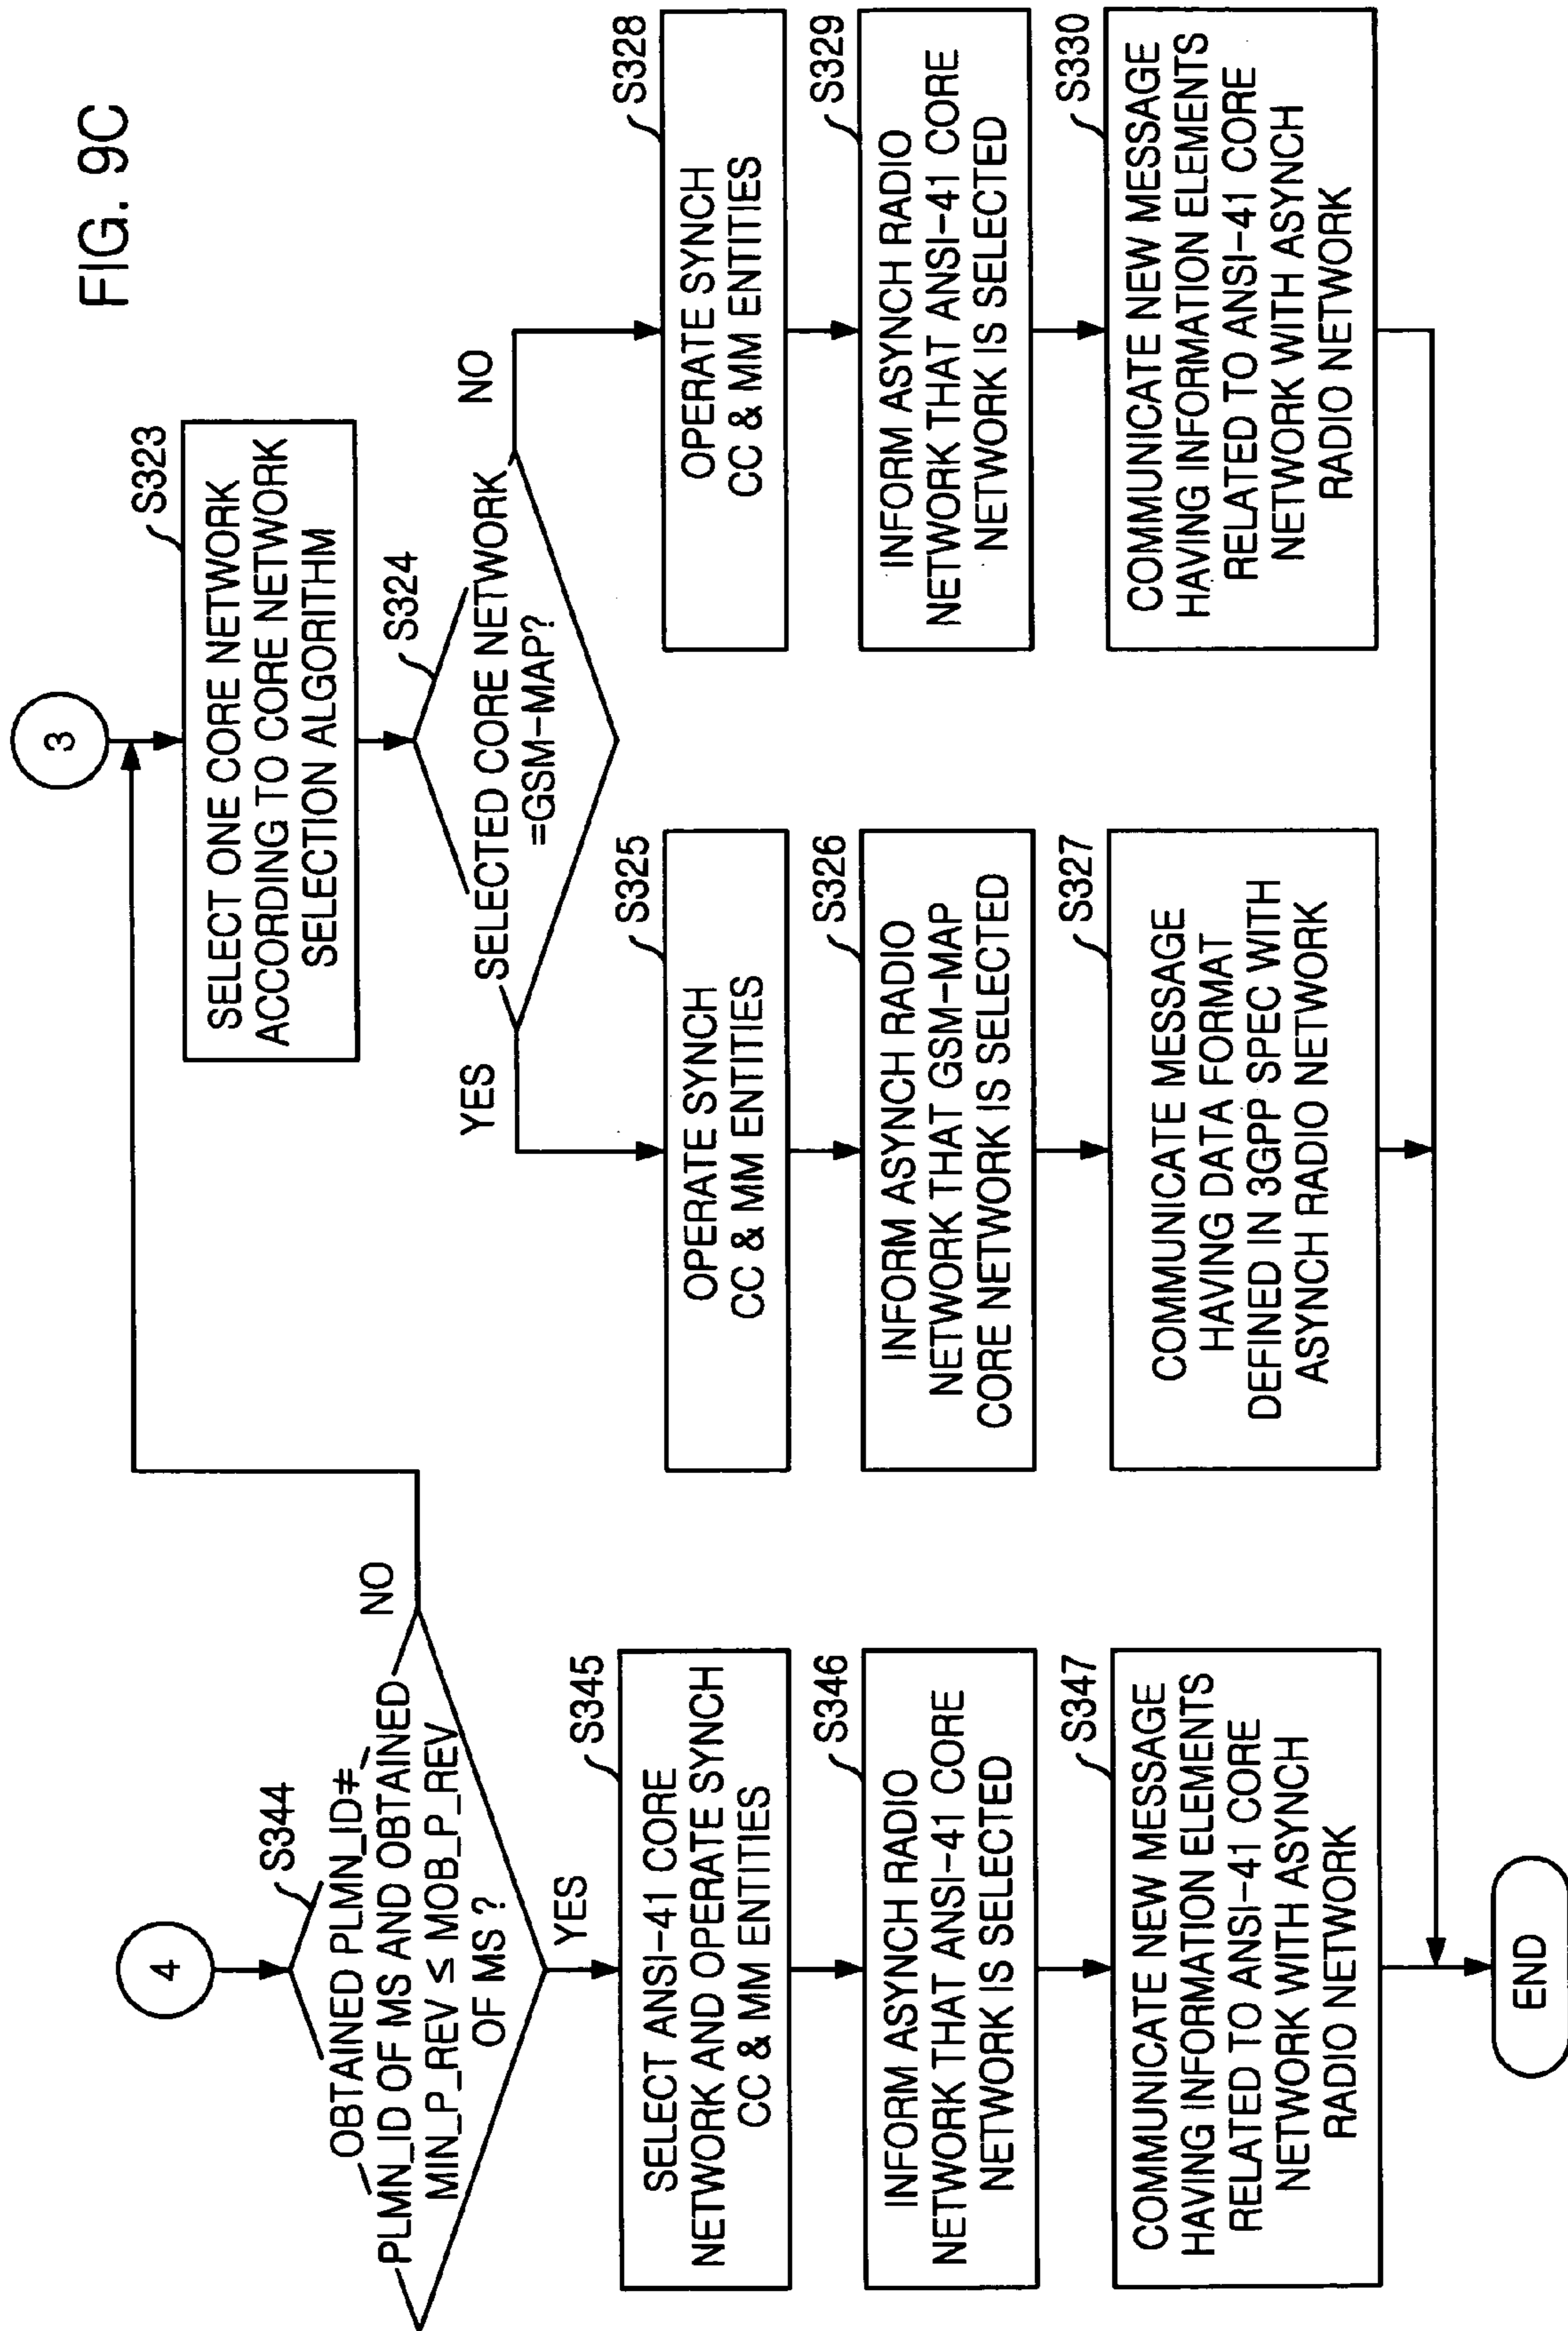 FIG. 9C
4
S344
OBTAINED PLMN_ID≠
PLMN_ID OF MS AND OBTAINED
MIN_P_REV ≤ MOB_P_REV
OF MS ?
NO
YES
S345
SELECT ANSI-41 CORE
NETWORK AND OPERATE SYNCH
CC & MM ENTITIES
S346
INFORM ASYNCH RADIO
NETWORK THAT ANSI-41 CORE
NETWORK IS SELECTED
S347
COMMUNICATE NEW MESSAGE
HAVING INFORMATION ELEMENTS
RELATED TO ANSI-41 CORE
NETWORK WITH ASYNCH
RADIO NETWORK
3
S323
SELECT ONE CORE NETWORK
ACCORDING TO CORE NETWORK
SELECTION ALGORITHM
S324
SELECTED CORE NETWORK
=GSM-MAP?
YES
NO
S325
OPERATE SYNCH
CC & MM ENTITIES
S326
INFORM ASYNCH RADIO
NETWORK THAT GSM-MAP
CORE NETWORK IS SELECTED
S327
COMMUNICATE MESSAGE
HAVING DATA FORMAT
DEFINED IN 3GPP SPEC WITH
ASYNCH RADIO NETWORK
S328
OPERATE SYNCH
CC & MM ENTITIES
S329
INFORM ASYNCH RADIO
NETWORK THAT ANSI-41 CORE
NETWORK IS SELECTED
S330
COMMUNICATE NEW MESSAGE
HAVING INFORMATION ELEMENTS
RELATED TO ANSI-41 CORE
NETWORK WITH ASYNCH
RADIO NETWORK
END